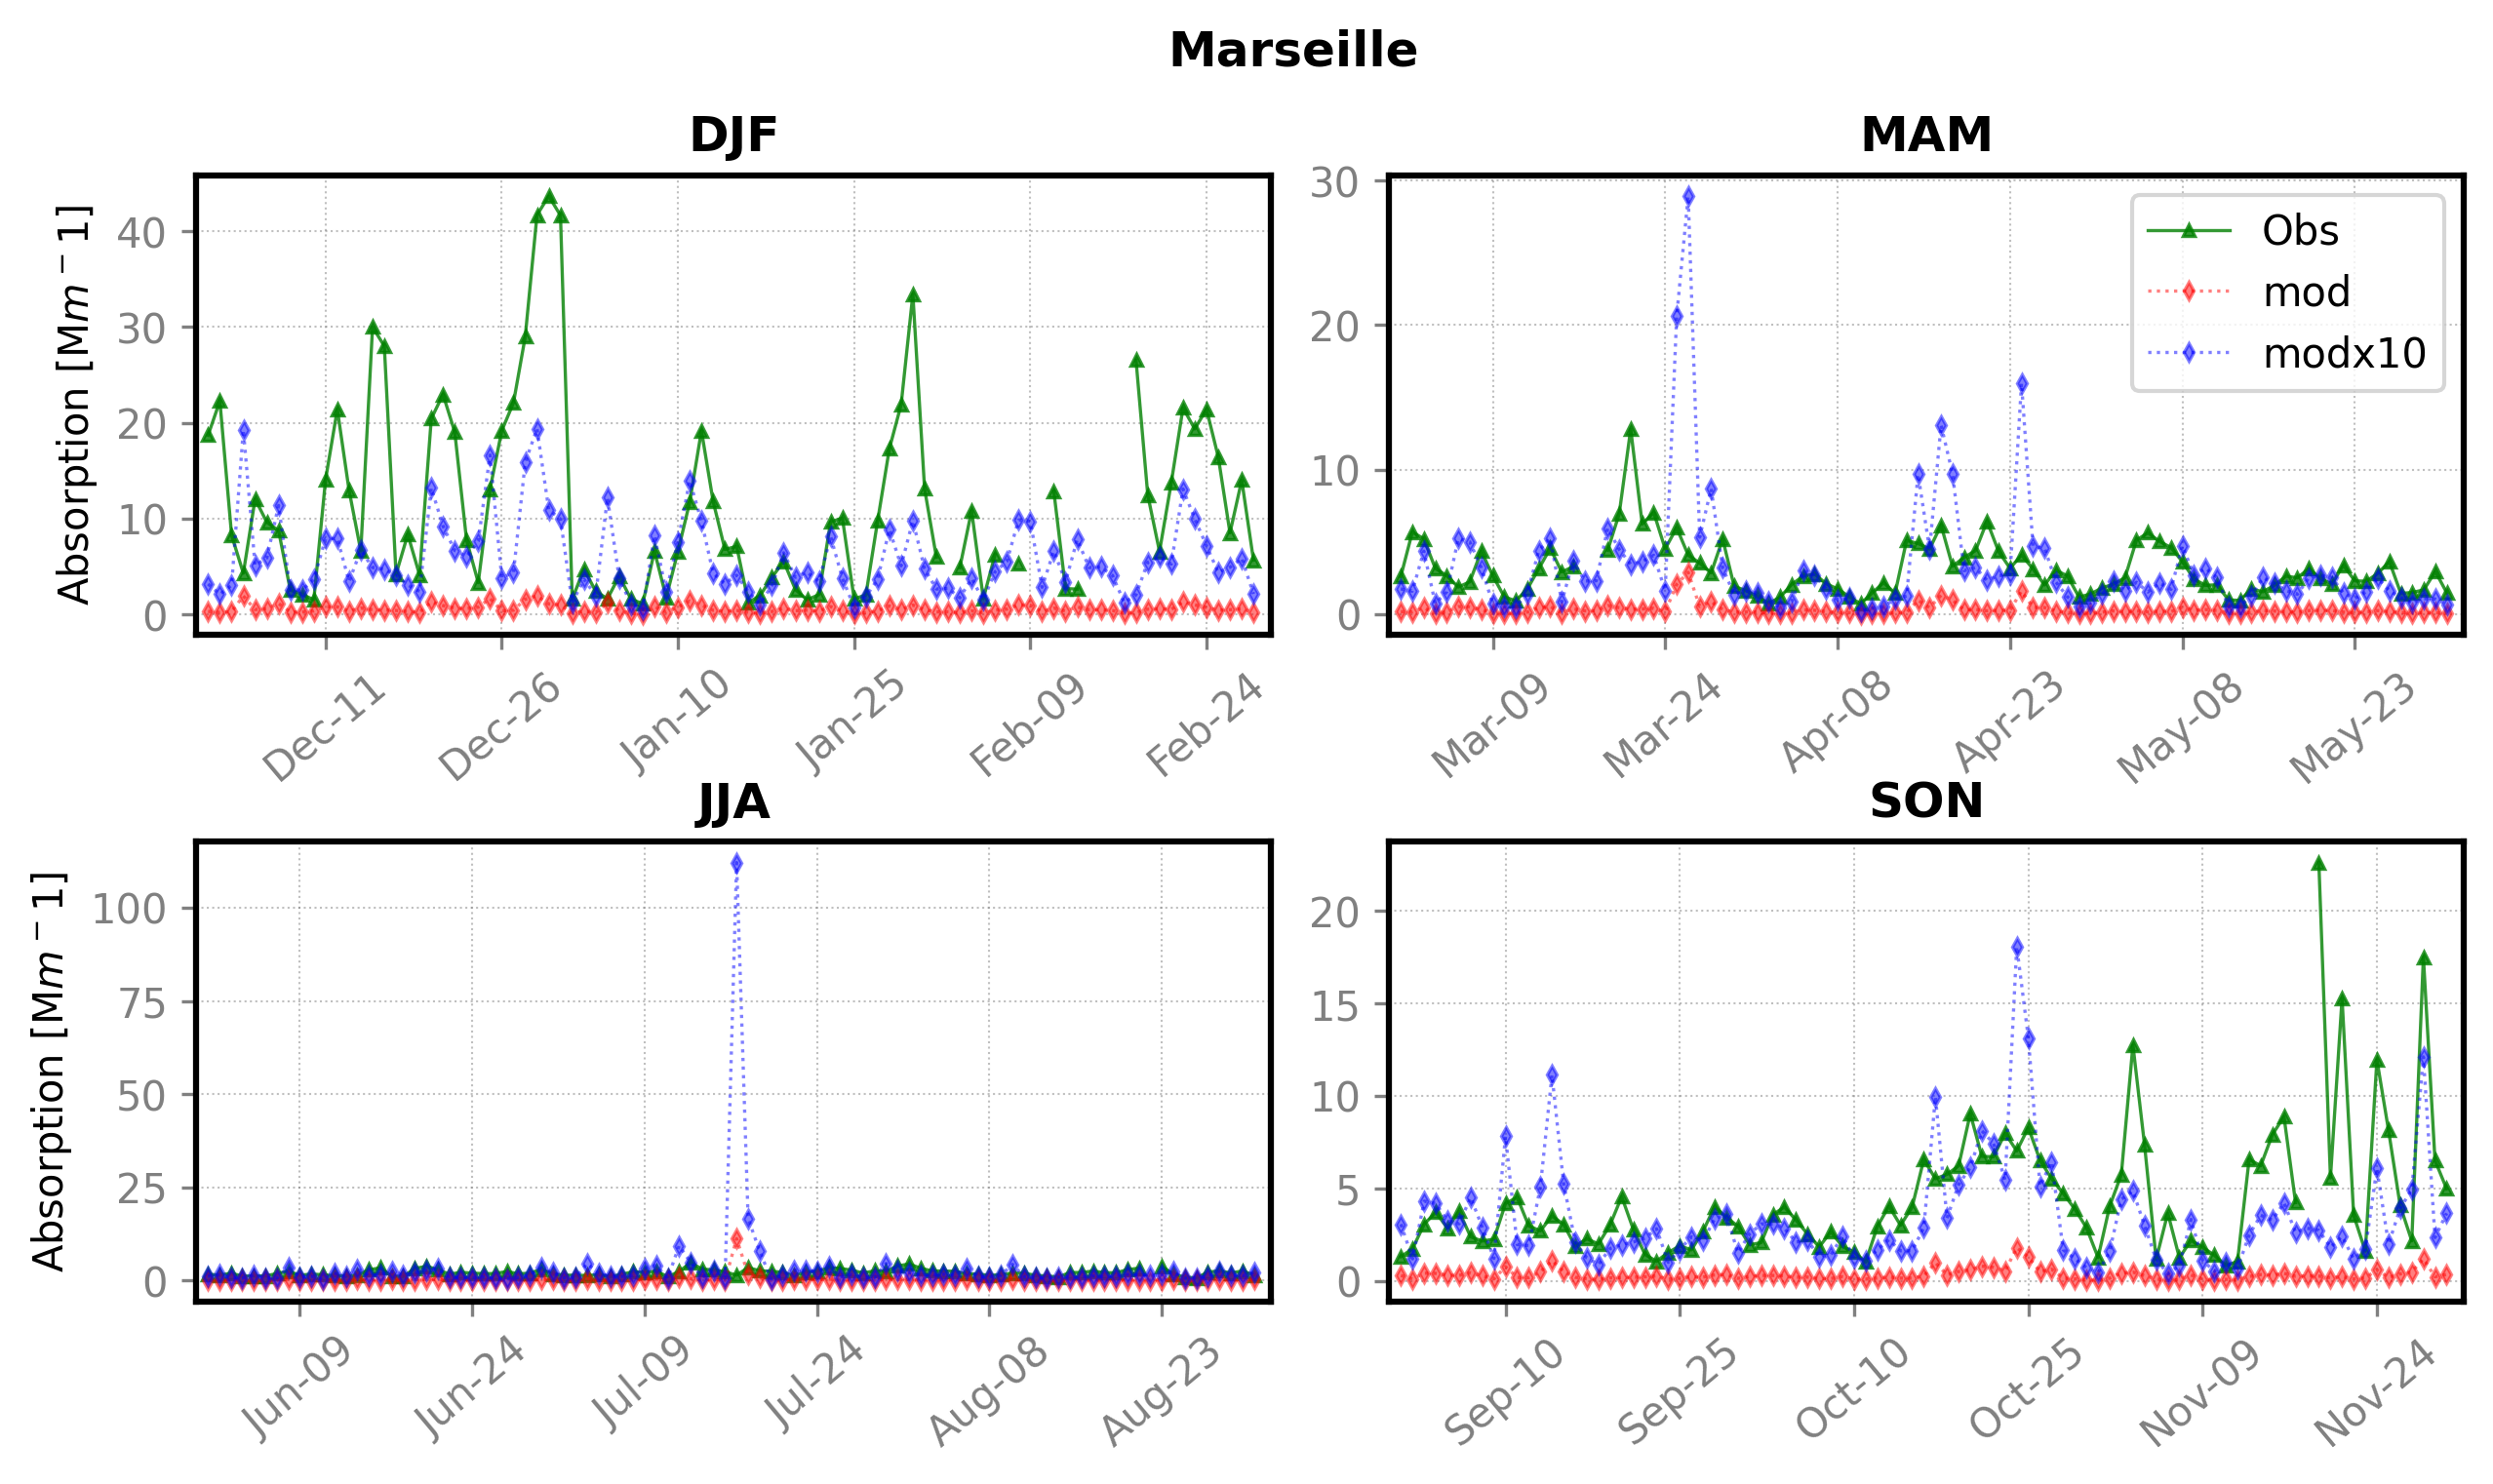 Marseille
DJF
Absorption [Mm−1]
40
30
20
10
0
Dec-11
Dec-26
Jan-10
Jan-25
Feb-09
Feb-24
MAM
30
20
10
0
Obs
mod
modx10
Mar-09
Mar-24
Apr-08
Apr-23
May-08
May-23
JJA
Absorption [Mm−1]
100
75
50
25
0
Jun-09
Jun-24
Jul-09
Jul-24
Aug-08
Aug-23
SON
20
15
10
5
0
Sep-10
Sep-25
Oct-10
Oct-25
Nov-09
Nov-24